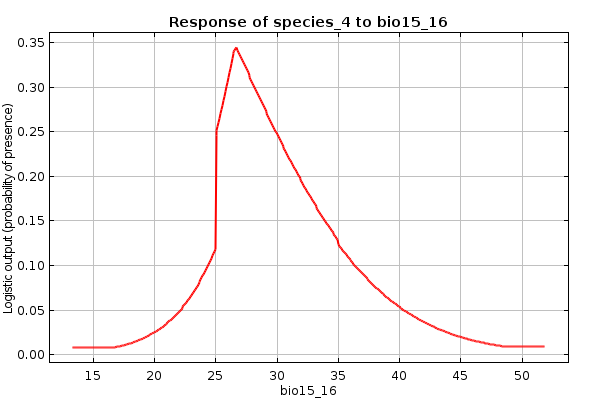 Response of species_4 to bio15_16
Logistic output (probability of presence)
0.35
0.30
0.25
0.20
0.15
0.10
0.05
0.00
15 20 25 30 35 40 45 50
bio15_16